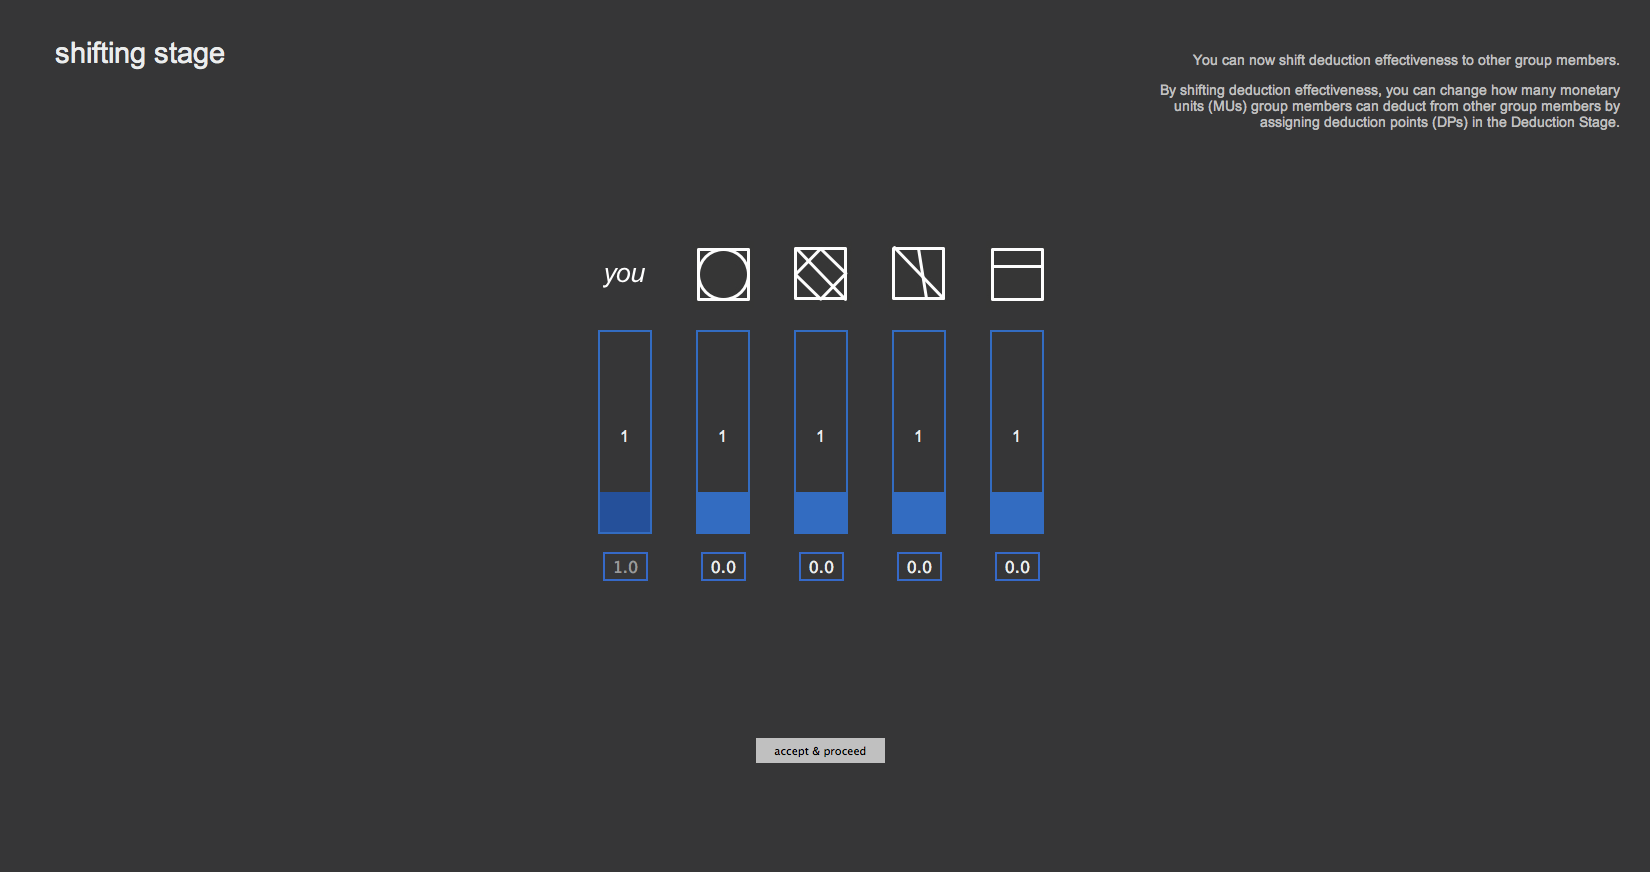 shifting stage
You can now shift deduction effectiveness to other group members.
By shifting deduction effectiveness, you can change how many monetary
units (MUs) group members can deduct from other group members by
assigning deduction points (DPs) in the Deduction Stage.
you
1 1 1 1 1
1.0 0.0 0.0 0.0 0.0
accept & proceed